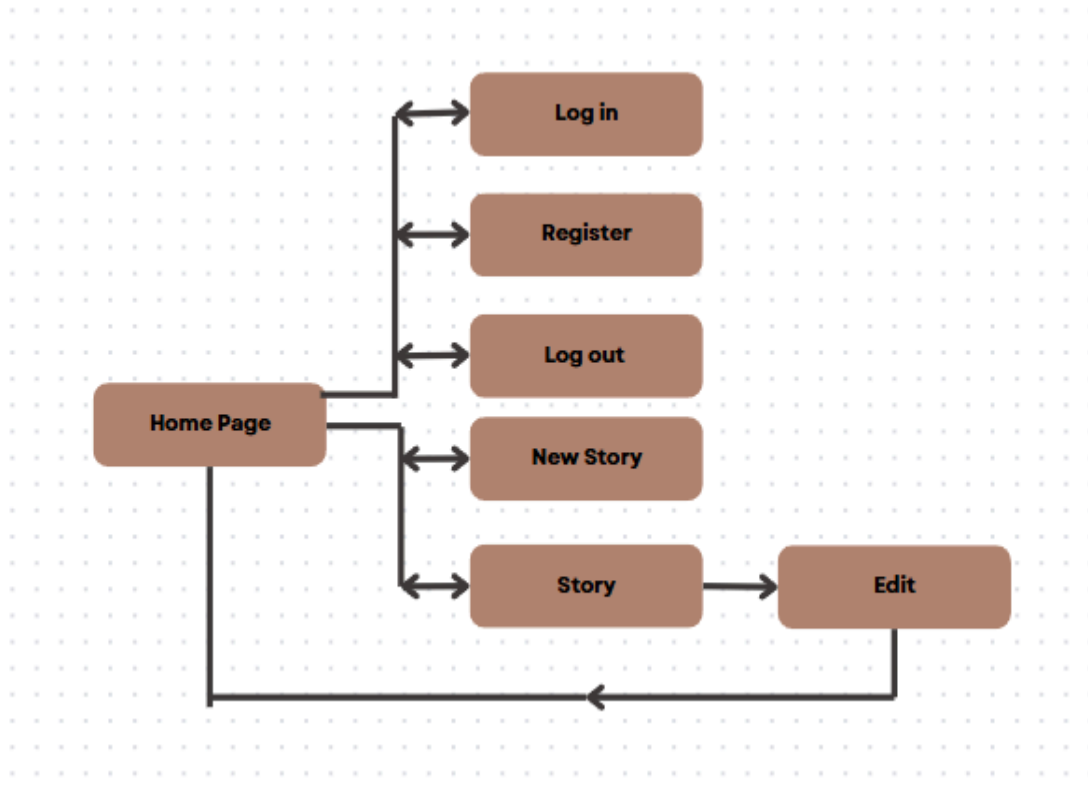 Log in
Register
Log out
Home Page
New Story
Story
Edit